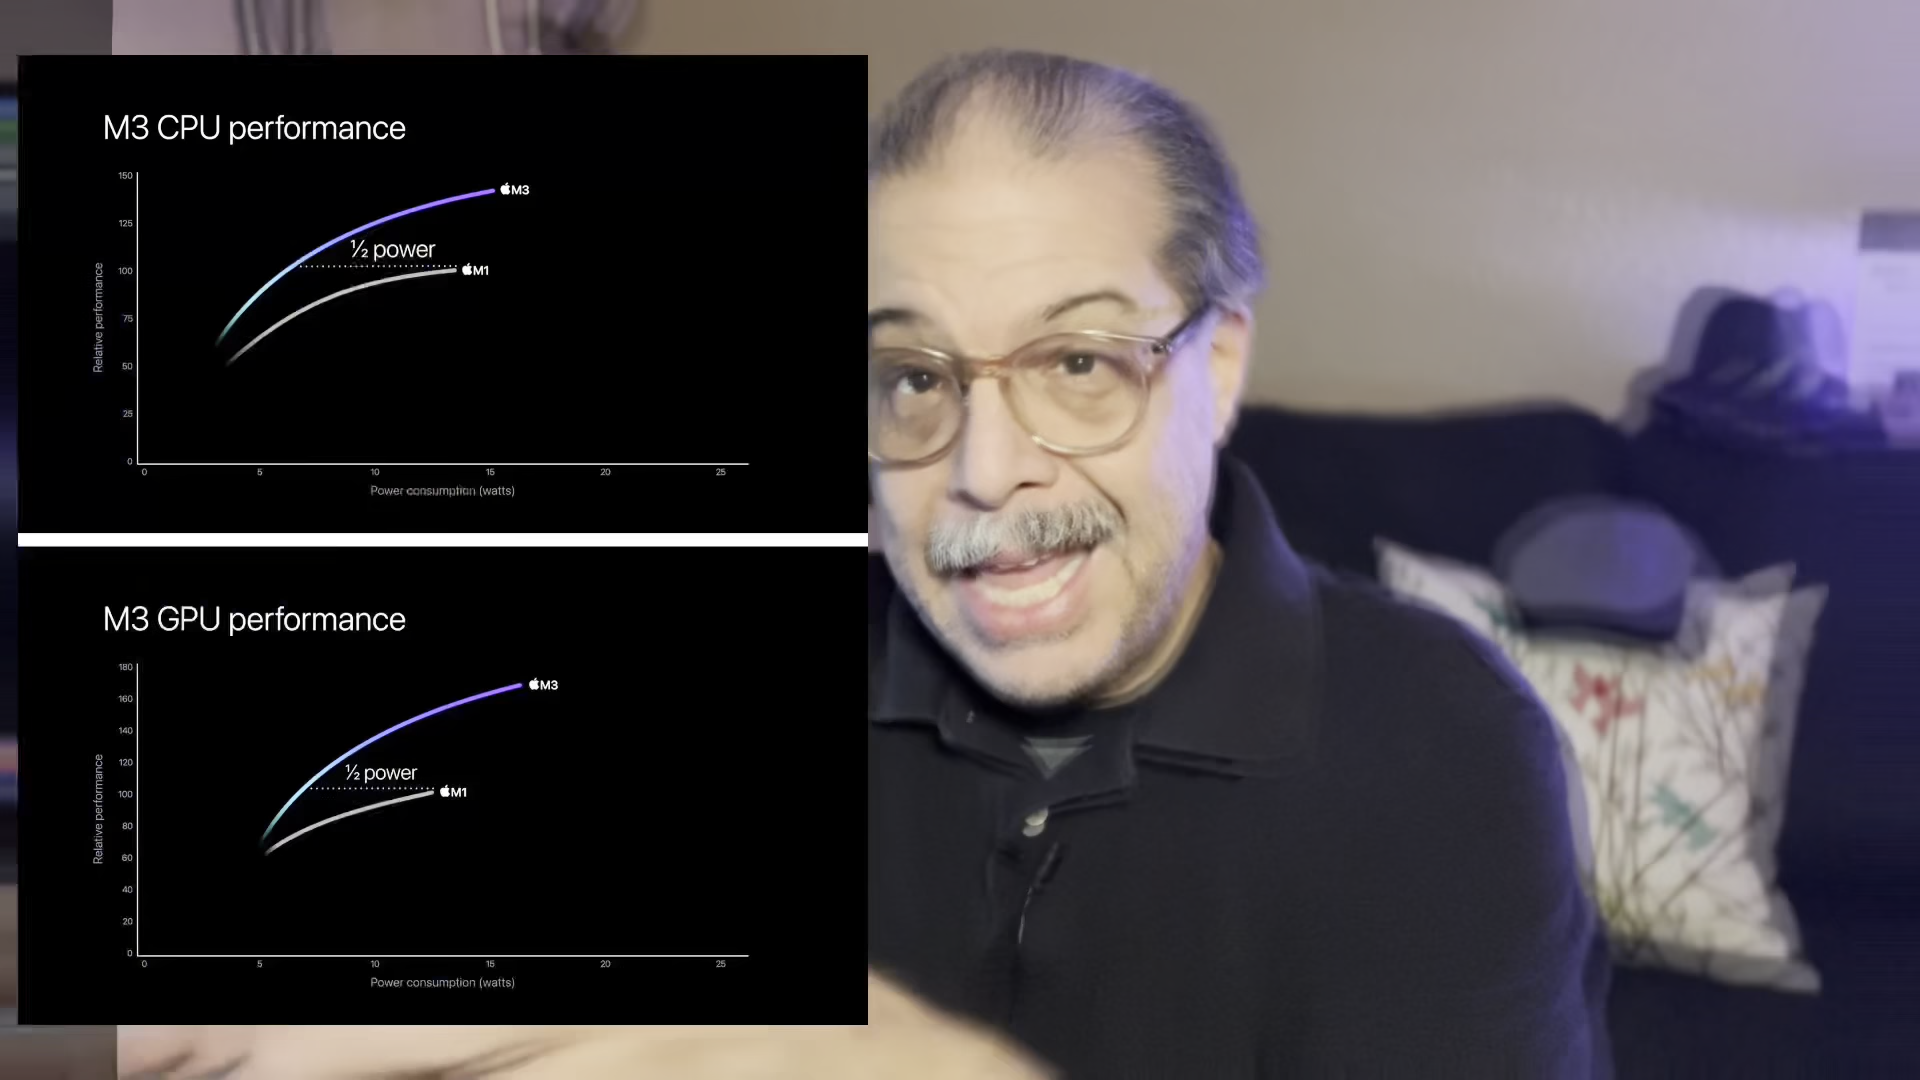 M3 CPU performance
150
M3
125
½ power
100
M1
75
50
25
0
Relative performance
0 5 10 15 20 25
Power consumption (watts)
M3 GPU performance
180
M3
160
140
120
½ power
100
M1
80
60
40
20
0
Relative performance
0 5 10 15 20 25
Power consumption (watts)